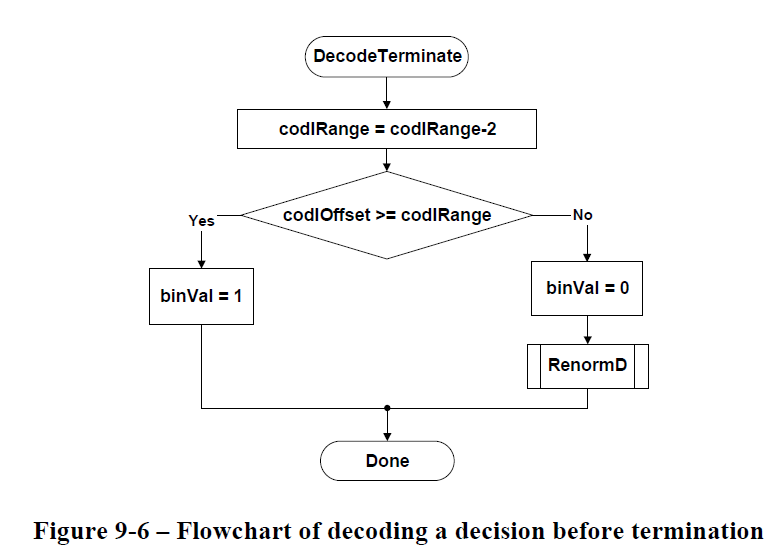 DecodeTerminate
codIRange = codIRange-2
codIOffset >= codIRange
Yes
No
binVal = 1
binVal = 0
RenormD
Done
Figure 9-6 – Flowchart of decoding a decision before termination